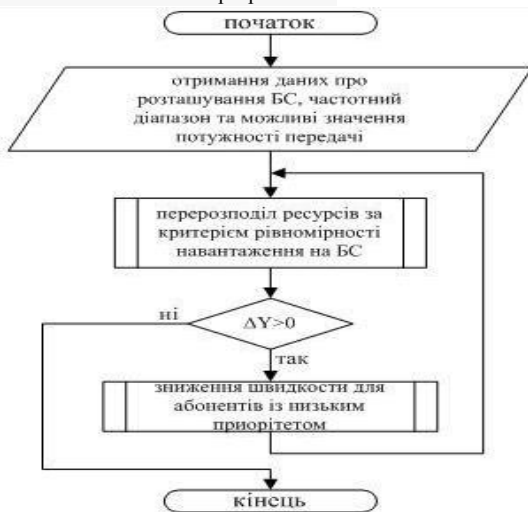 початок
отримання даних про
розташування БС, частотний
діапазон та можливі значення
потужності передачі
перерозподіл ресурсів за
критерієм рівномірності
навантаження на БС
ні
ΔY>0
так
зниження швидкости для
абонентів із низьким
приорітетом
кінець